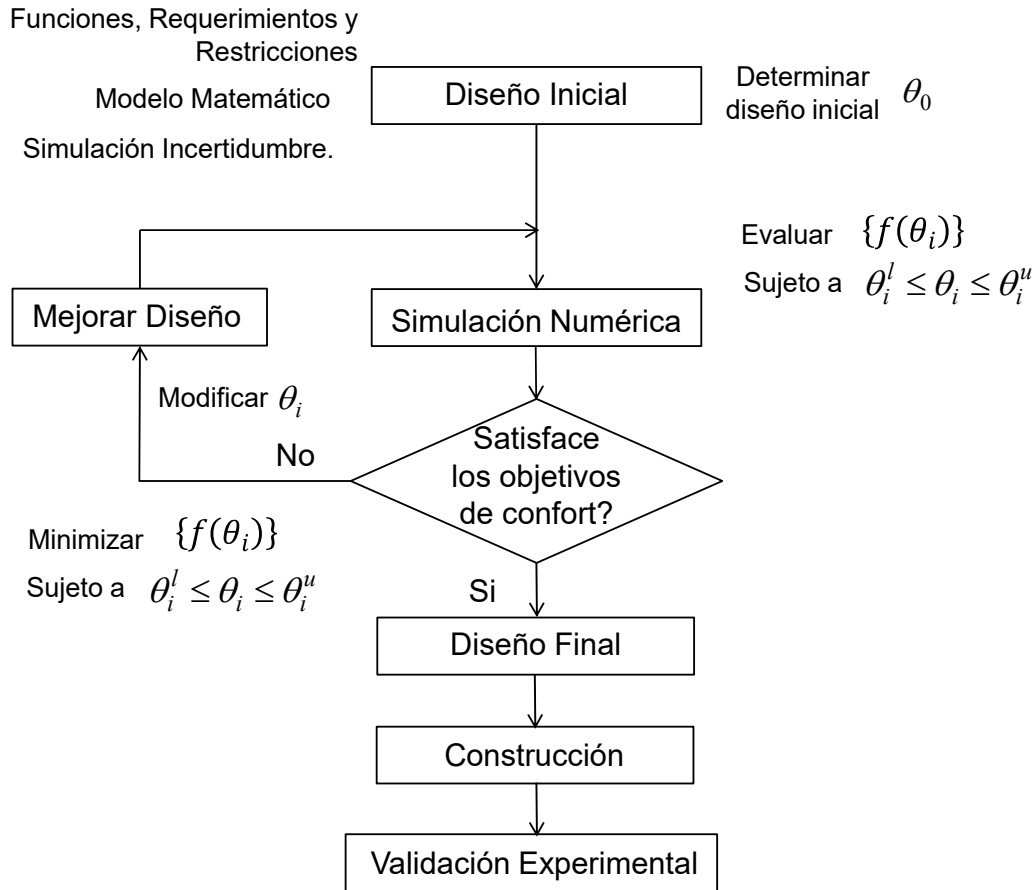 Funciones, Requerimientos y
Restricciones
Modelo Matemático
Simulación Incertidumbre.
Diseño Inicial
Determinar
diseño inicial θ₀
Evaluar {f(θᵢ)}
Sujeto a θᵢˡ ≤ θᵢ ≤ θᵢᵘ
Mejorar Diseño
Simulación Numérica
Modificar θᵢ
No
Satisface
los objetivos
de confort?
Minimizar {f(θᵢ)}
Sujeto a θᵢˡ ≤ θᵢ ≤ θᵢᵘ
Si
Diseño Final
Construcción
Validación Experimental